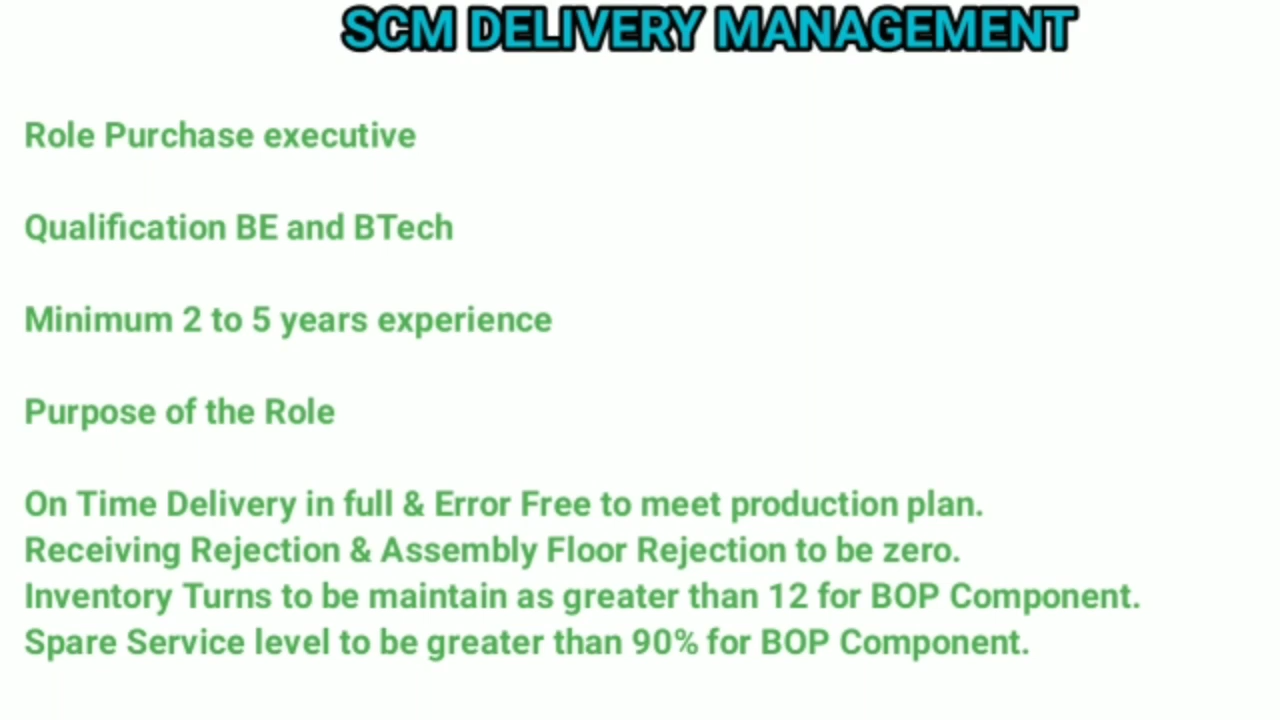 SCM DELIVERY MANAGEMENT
Role Purchase executive
Qualification BE and BTech
Minimum 2 to 5 years experience
Purpose of the Role
On Time Delivery in full & Error Free to meet production plan.
Receiving Rejection & Assembly Floor Rejection to be zero.
Inventory Turns to be maintain as greater than 12 for BOP Component.
Spare Service level to be greater than 90% for BOP Component.